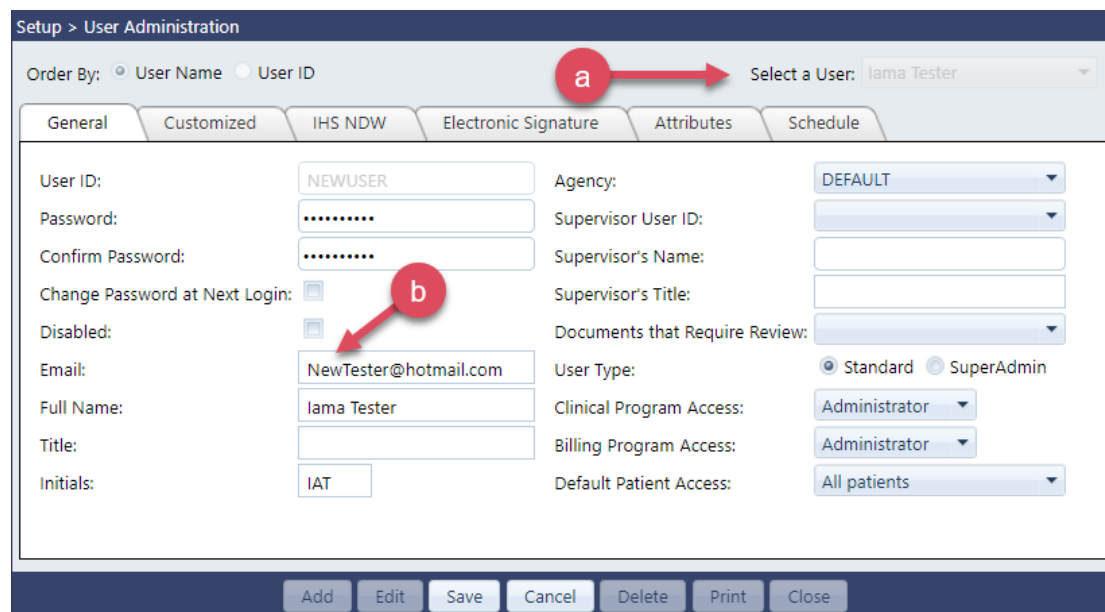 Setup > User Administration
Order By: User Name User ID a Select a User: Iama Tester
General Customized IHS NDW Electronic Signature Attributes Schedule
User ID: NEWUSER Agency: DEFAULT
Password: •••••••••• Supervisor User ID:
Confirm Password: •••••••••• Supervisor's Name:
Change Password at Next Login: b Supervisor's Title:
Disabled: Documents that Require Review:
Email: NewTester@hotmail.com User Type: Standard SuperAdmin
Full Name: Iama Tester Clinical Program Access: Administrator
Title: Billing Program Access: Administrator
Initials: IAT Default Patient Access: All patients
Add Edit Save Cancel Delete Print Close